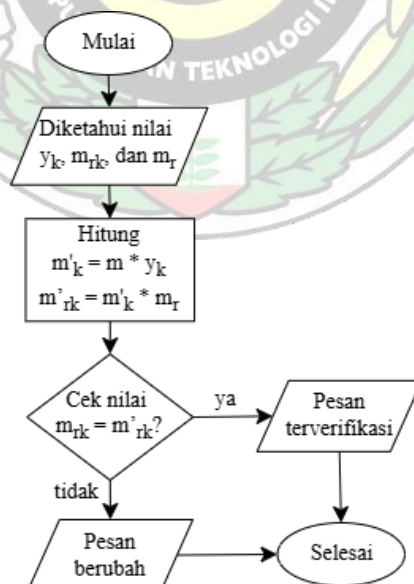 Mulai
N TEKNOLOGI
Diketahui nilai
yk, mrk, dan mr
Hitung
m'k = m * yk
m’rk = m'k * mr
Cek nilai
mrk = m’rk?
ya
Pesan
terverifikasi
tidak
Pesan
berubah
Selesai